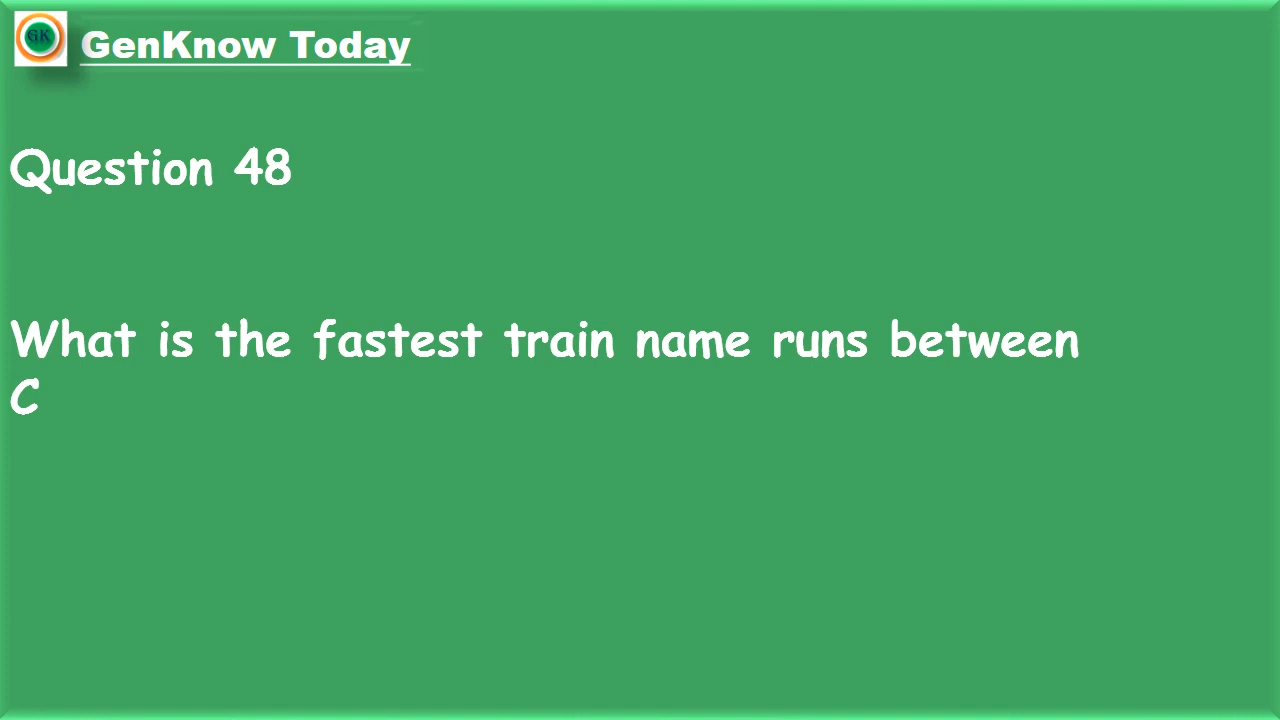 GK
GenKnow Today
Question 48
What is the fastest train name runs between
C